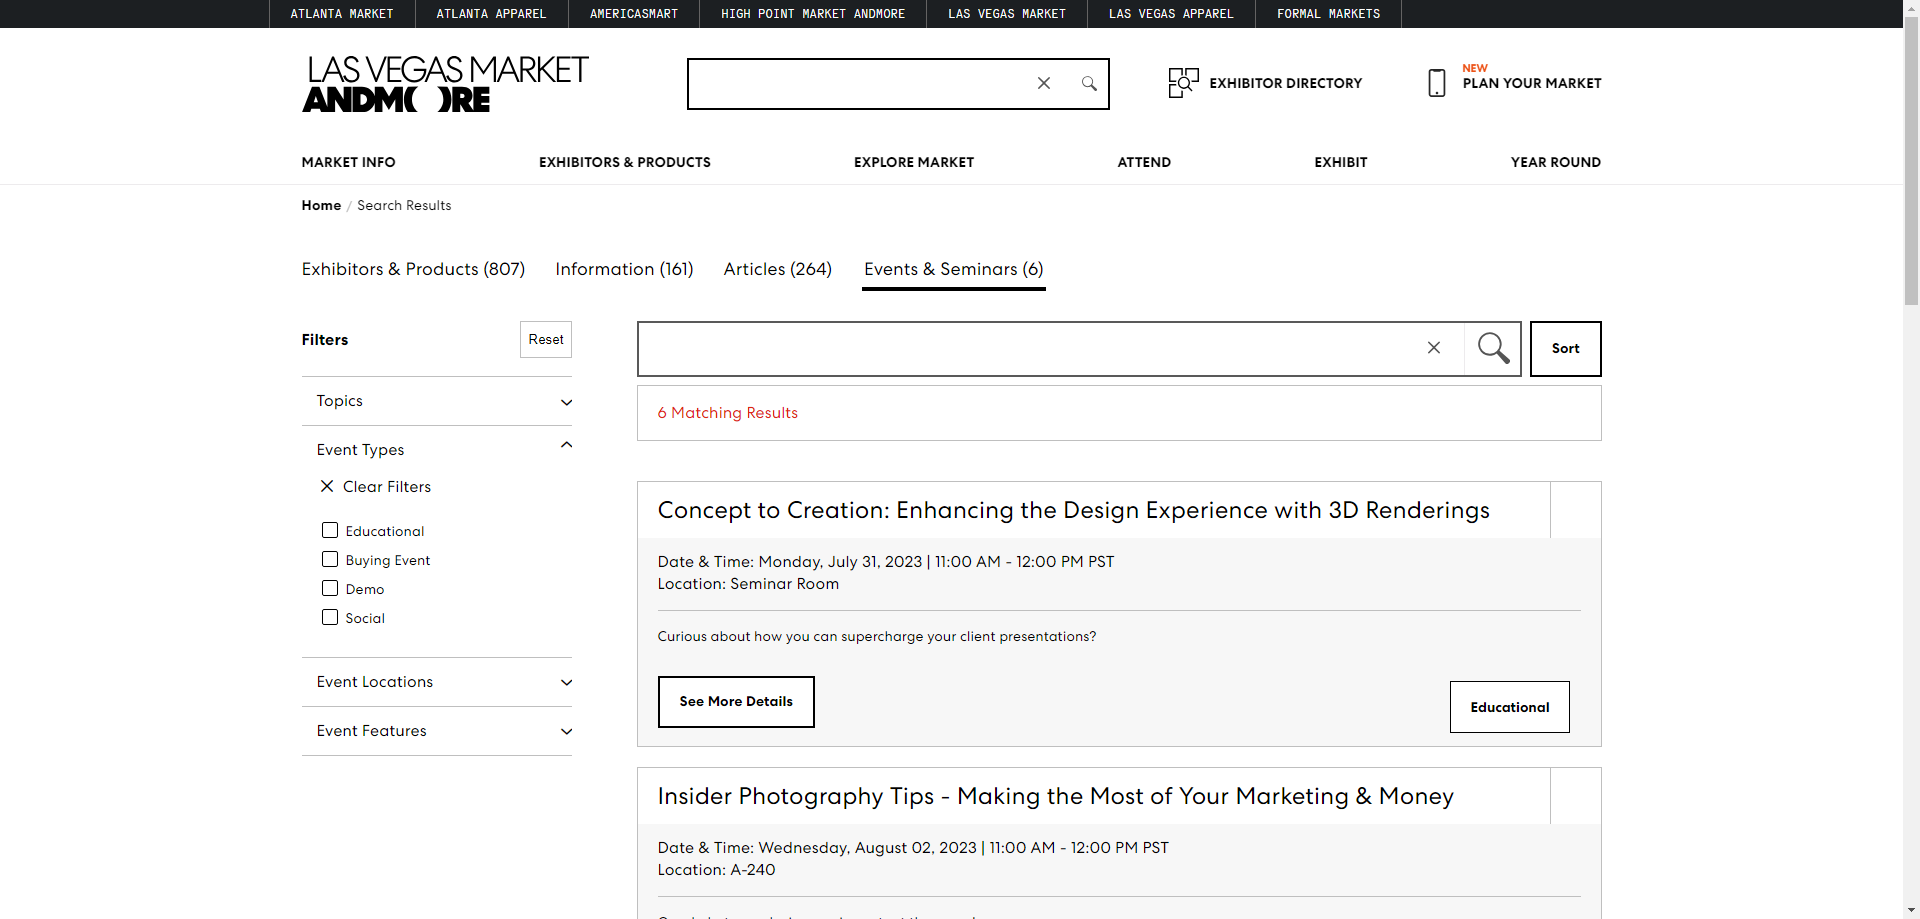 ATLANTA MARKET
ATLANTA APPAREL
AMERICASMART
HIGH POINT MARKET ANDMORE
LAS VEGAS MARKET
LAS VEGAS APPAREL
FORMAL MARKETS
LAS VEGAS MARKET
ANDMORE
EXHIBITOR DIRECTORY
NEW
PLAN YOUR MARKET
MARKET INFO
EXHIBITORS & PRODUCTS
EXPLORE MARKET
ATTEND
EXHIBIT
YEAR ROUND
Home / Search Results
Exhibitors & Products (807)
Information (161)
Articles (264)
Events & Seminars (6)
Filters
Reset
Topics
Event Types
Clear Filters
Educational
Buying Event
Demo
Social
Event Locations
Event Features
Sort
6 Matching Results
Concept to Creation: Enhancing the Design Experience with 3D Renderings
Date & Time: Monday, July 31, 2023 | 11:00 AM - 12:00 PM PST
Location: Seminar Room
Curious about how you can supercharge your client presentations?
See More Details
Educational
Insider Photography Tips - Making the Most of Your Marketing & Money
Date & Time: Wednesday, August 02, 2023 | 11:00 AM - 12:00 PM PST
Location: A-240